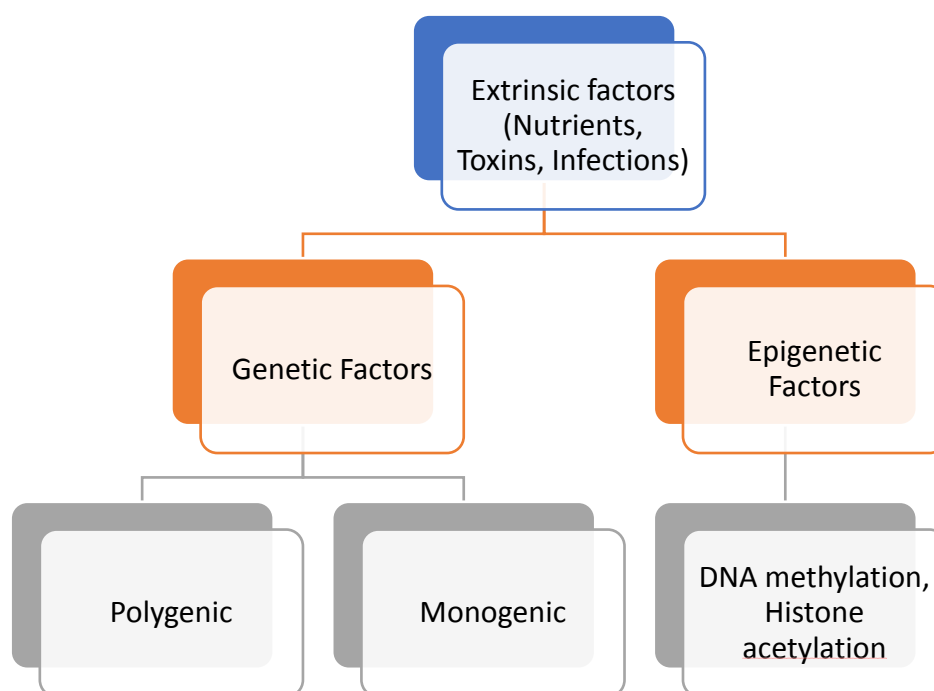 Extrinsic factors
(Nutrients,
Toxins, Infections)
Genetic Factors
Epigenetic
Factors
Polygenic
Monogenic
DNA methylation,
Histone
acetylation